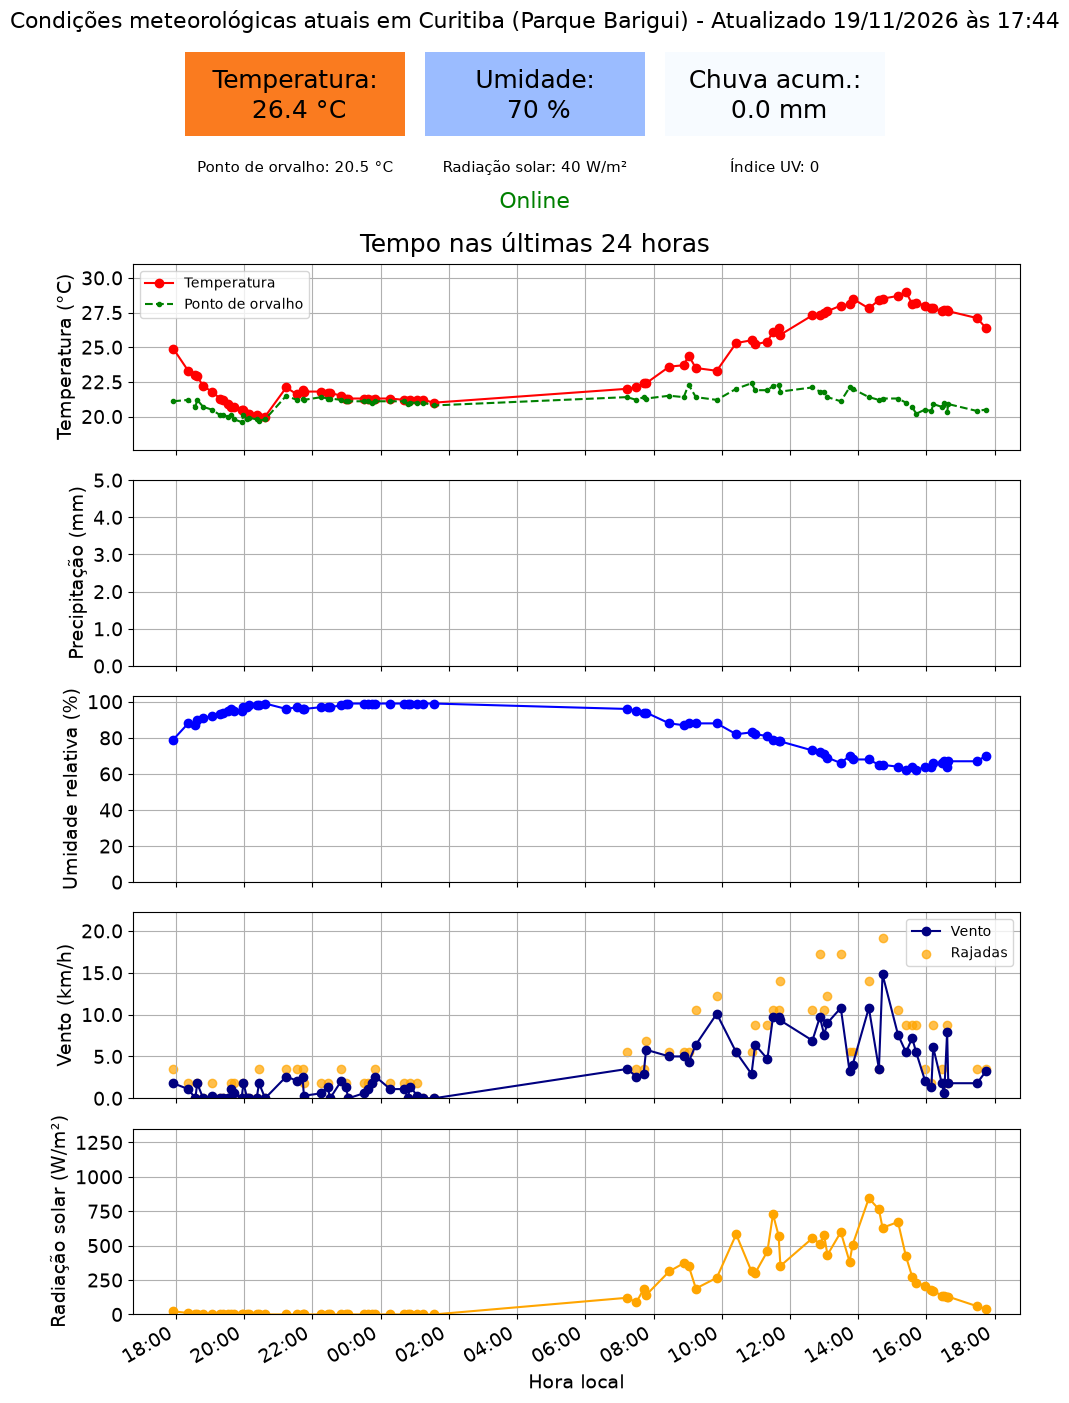 Condições meteorológicas atuais em Curitiba (Parque Barigui) - Atualizado 19/11/2026 às 17:44
Temperatura:
26.4 °C
Umidade:
70 %
Chuva acum.:
0.0 mm
Ponto de orvalho: 20.5 °C
Radiação solar: 40 W/m²
Índice UV: 0
Online
Tempo nas últimas 24 horas
Temperatura (°C)
30.0
27.5
25.0
22.5
20.0
Temperatura
Ponto de orvalho
Precipitação (mm)
5.0
4.0
3.0
2.0
1.0
0.0
Umidade relativa (%)
100
80
60
40
20
0
Vento (km/h)
20.0
15.0
10.0
5.0
0.0
Vento
Rajadas
Radiação solar (W/m²)
1250
1000
750
500
250
0
18:00
20:00
22:00
00:00
02:00
04:00
06:00
08:00
10:00
12:00
14:00
16:00
18:00
Hora local